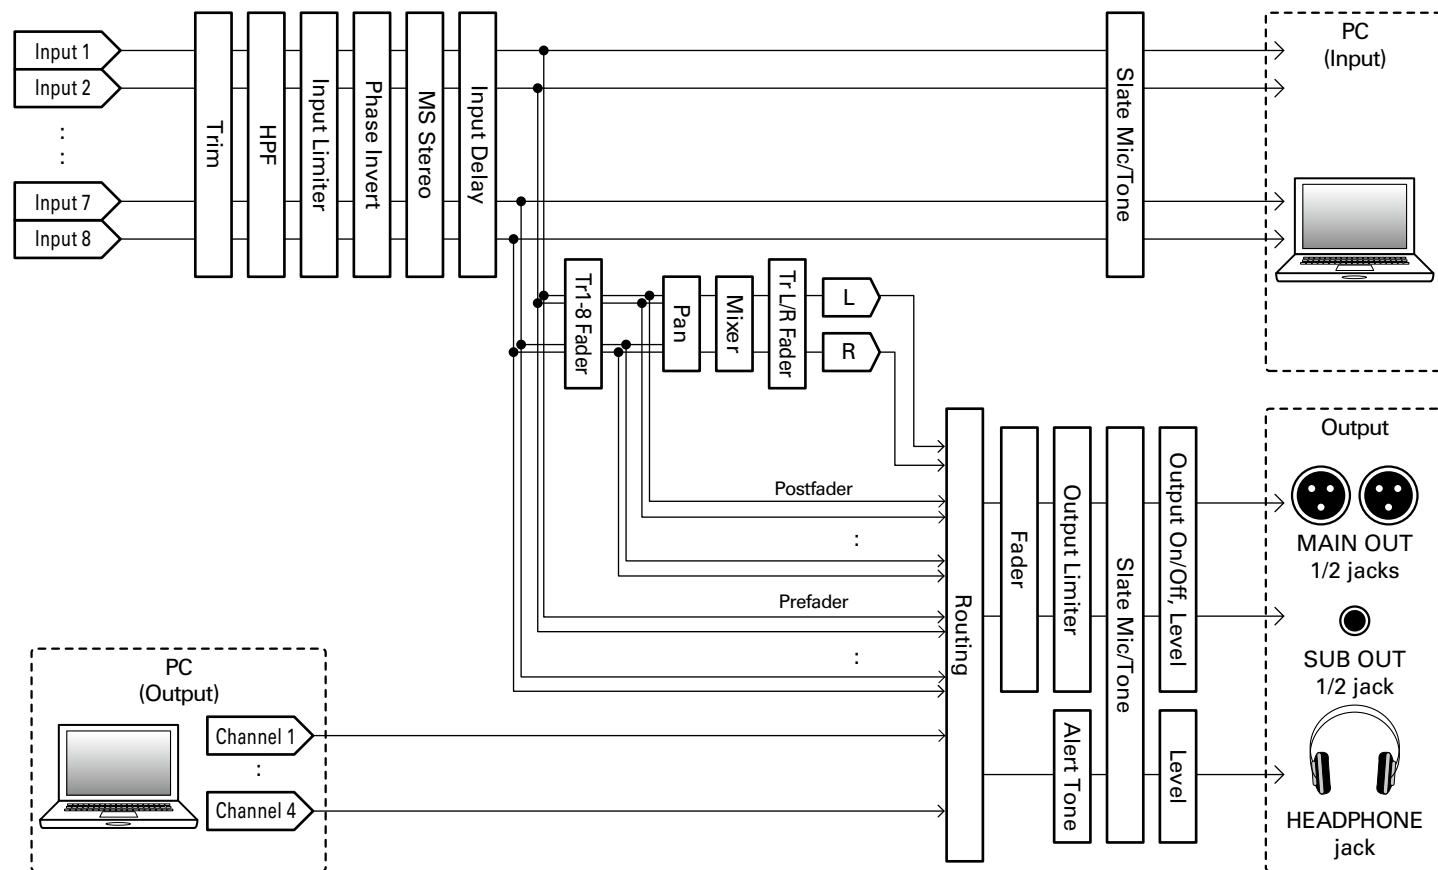 Input 1
Input 2
:
:
Input 7
Input 8
Trim
HPF
Input Limiter
Phase Invert
MS Stereo
Input Delay
Slate Mic/Tone
PC
(Input)
Tr1-8 Fader
Pan
Mixer
Tr L/R Fader
L
R
Postfader
:
Prefader
:
Routing
Fader
Output Limiter
Alert Tone
Slate Mic/Tone
Output On/Off, Level
Level
Output
MAIN OUT
1/2 jacks
SUB OUT
1/2 jack
HEADPHONE
jack
PC
(Output)
Channel 1
:
Channel 4